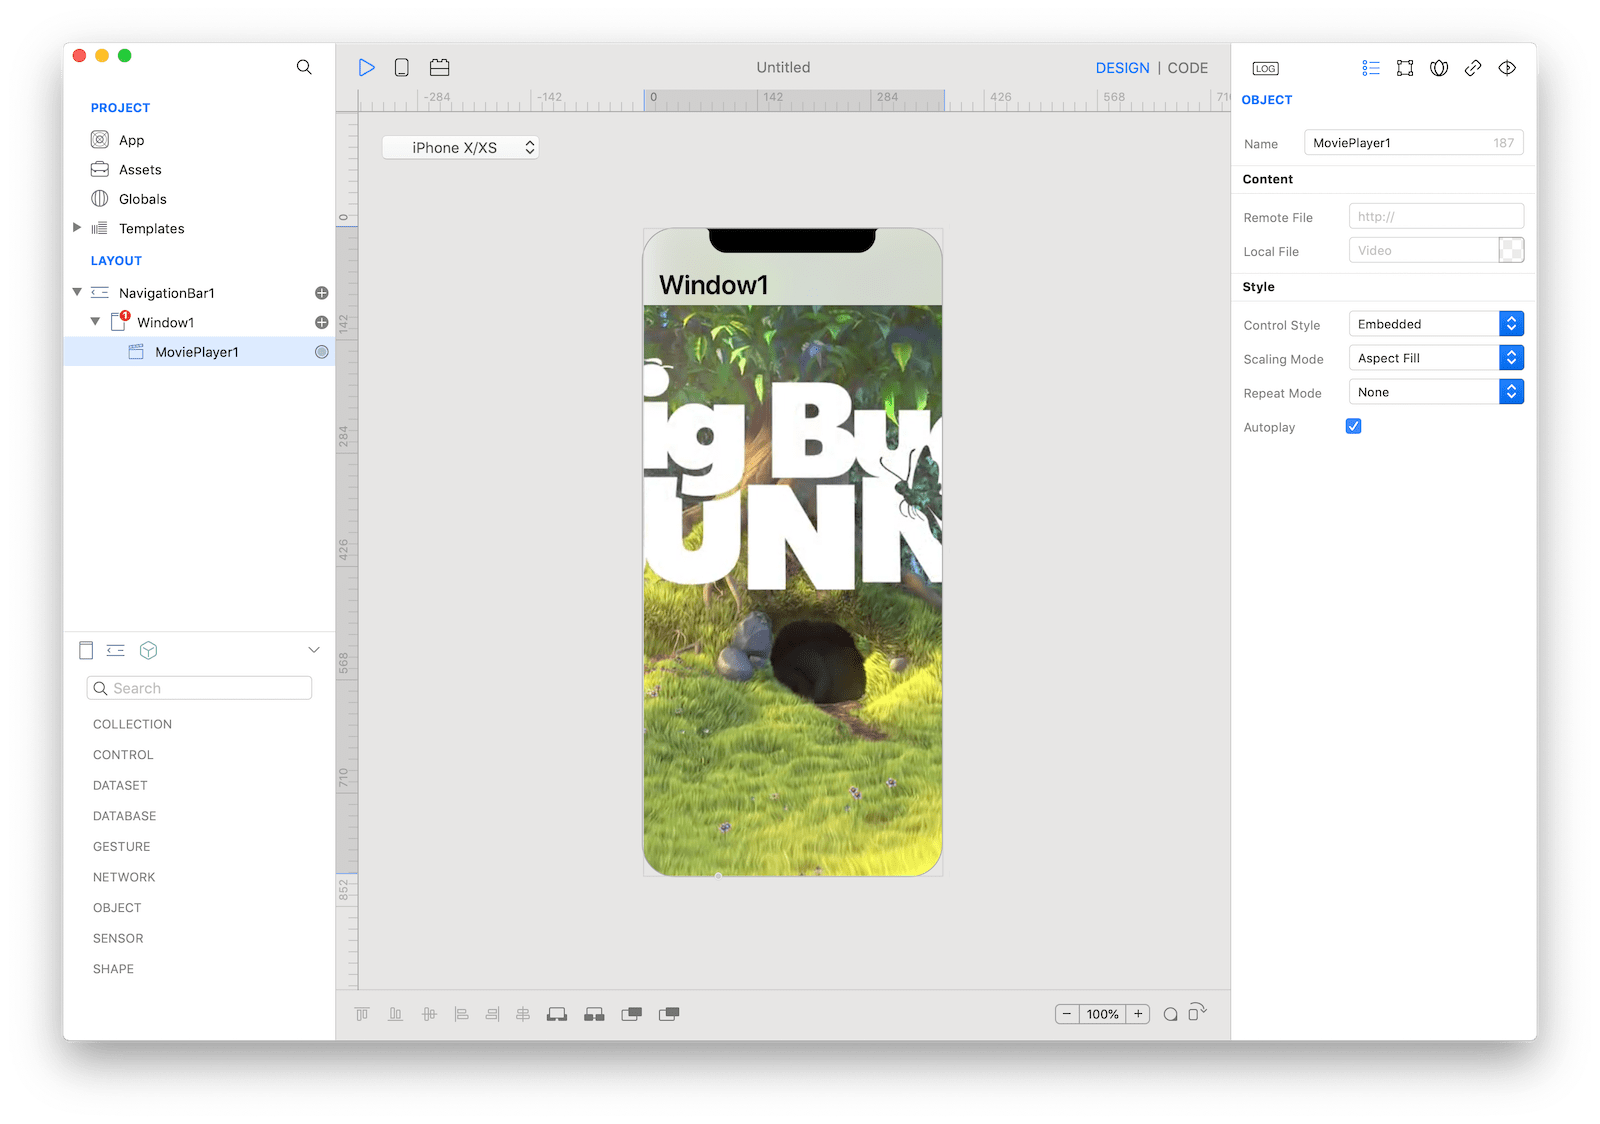 Untitled
DESIGN | CODE
LOG
PROJECT
App
Assets
Globals
Templates
LAYOUT
NavigationBar1
1
Window1
MoviePlayer1
Search
COLLECTION
CONTROL
DATASET
DATABASE
GESTURE
NETWORK
OBJECT
SENSOR
SHAPE
-284
-142
0
142
284
426
568
710
0
142
284
426
568
710
852
iPhone X/XS
Window1
ig Bu
UNN
100%
OBJECT
Name
MoviePlayer1
187
Content
Remote File
http://
Local File
Video
Style
Control Style
Embedded
Scaling Mode
Aspect Fill
Repeat Mode
None
Autoplay